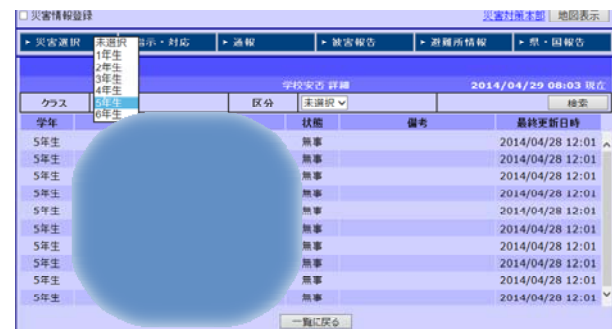 災害情報登録 災害対策本部 地図表示
▸ 災害選択 指示・対応 ▸ 通報 ▸ 被害報告 ▸ 避難所情報 ▸ 県・国報告
未選択
1年生
2年生
3年生
4年生
5年生
6年生
学校安否 詳細 2014/04/29 08:03 現在
クラス 区分 未選択 検索
学年 状態 備考 最終更新日時
5年生 無事 2014/04/28 12:01
5年生 無事 2014/04/28 12:01
5年生 無事 2014/04/28 12:01
5年生 無事 2014/04/28 12:01
5年生 無事 2014/04/28 12:01
5年生 無事 2014/04/28 12:01
5年生 無事 2014/04/28 12:01
5年生 無事 2014/04/28 12:01
5年生 無事 2014/04/28 12:01
5年生 無事 2014/04/28 12:01
一覧に戻る